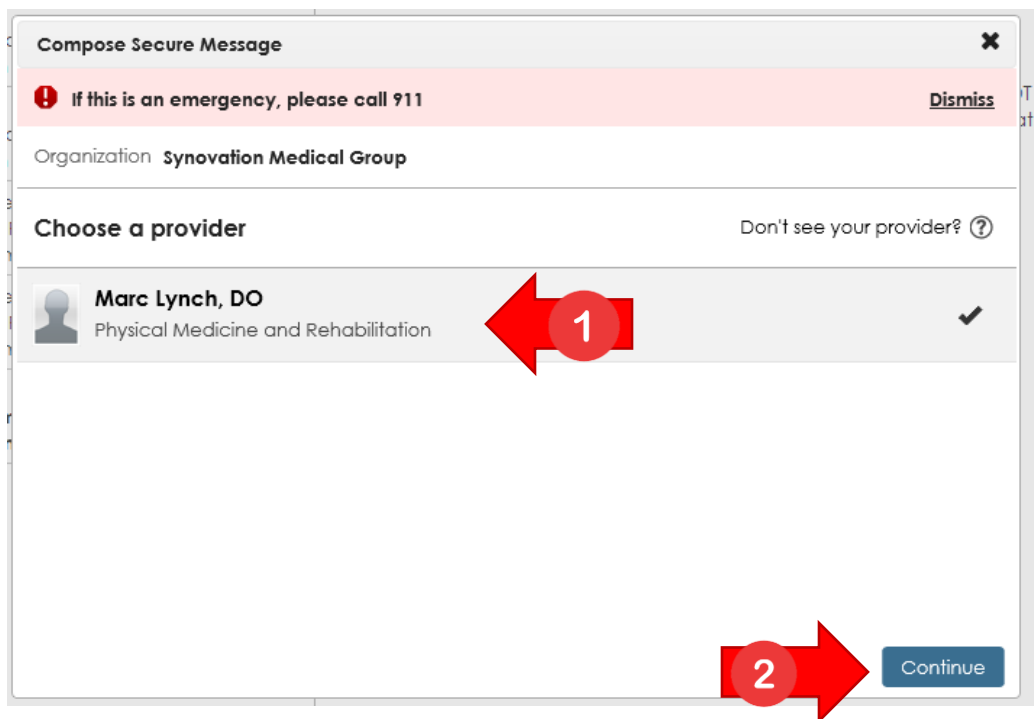 Compose Secure Message
If this is an emergency, please call 911 Dismiss
Organization Synovation Medical Group
Choose a provider Don't see your provider? ?
Marc Lynch, DO
Physical Medicine and Rehabilitation
1
2
Continue